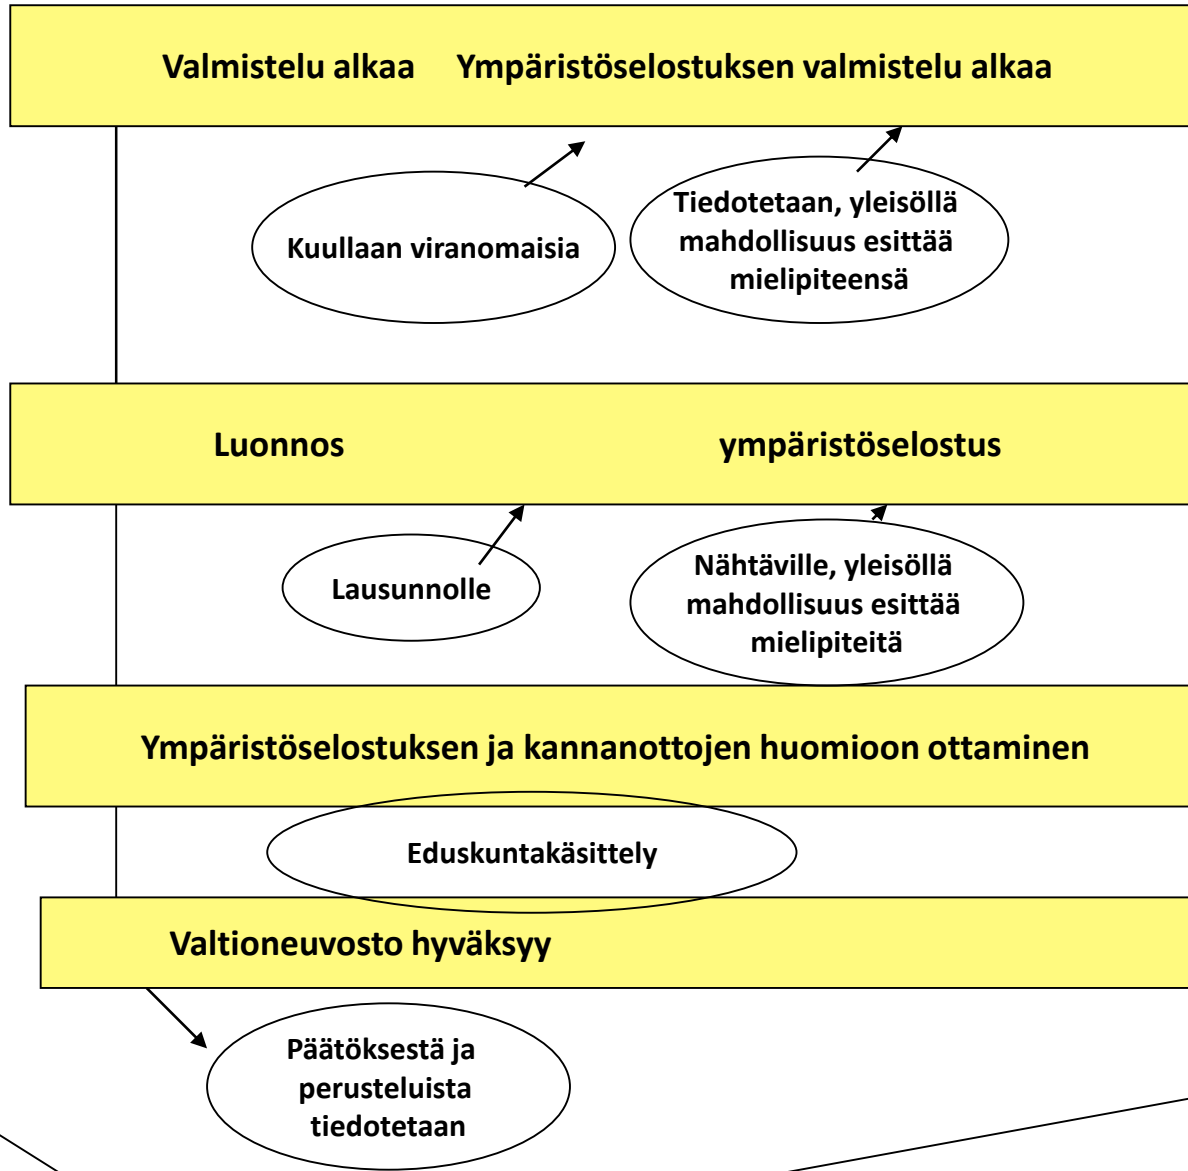 Valmistelu alkaa Ympäristöselostuksen valmistelu alkaa
Kuullaan viranomaisia
Tiedotetaan, yleisöllä
mahdollisuus esittää
mielipiteensä
Luonnos ympäristöselostus
Lausunnolle
Nähtäville, yleisöllä
mahdollisuus esittää
mielipiteitä
Ympäristöselostuksen ja kannanottojen huomioon ottaminen
Eduskuntakäsittely
Valtioneuvosto hyväksyy
Päätöksestä ja
perusteluista
tiedotetaan